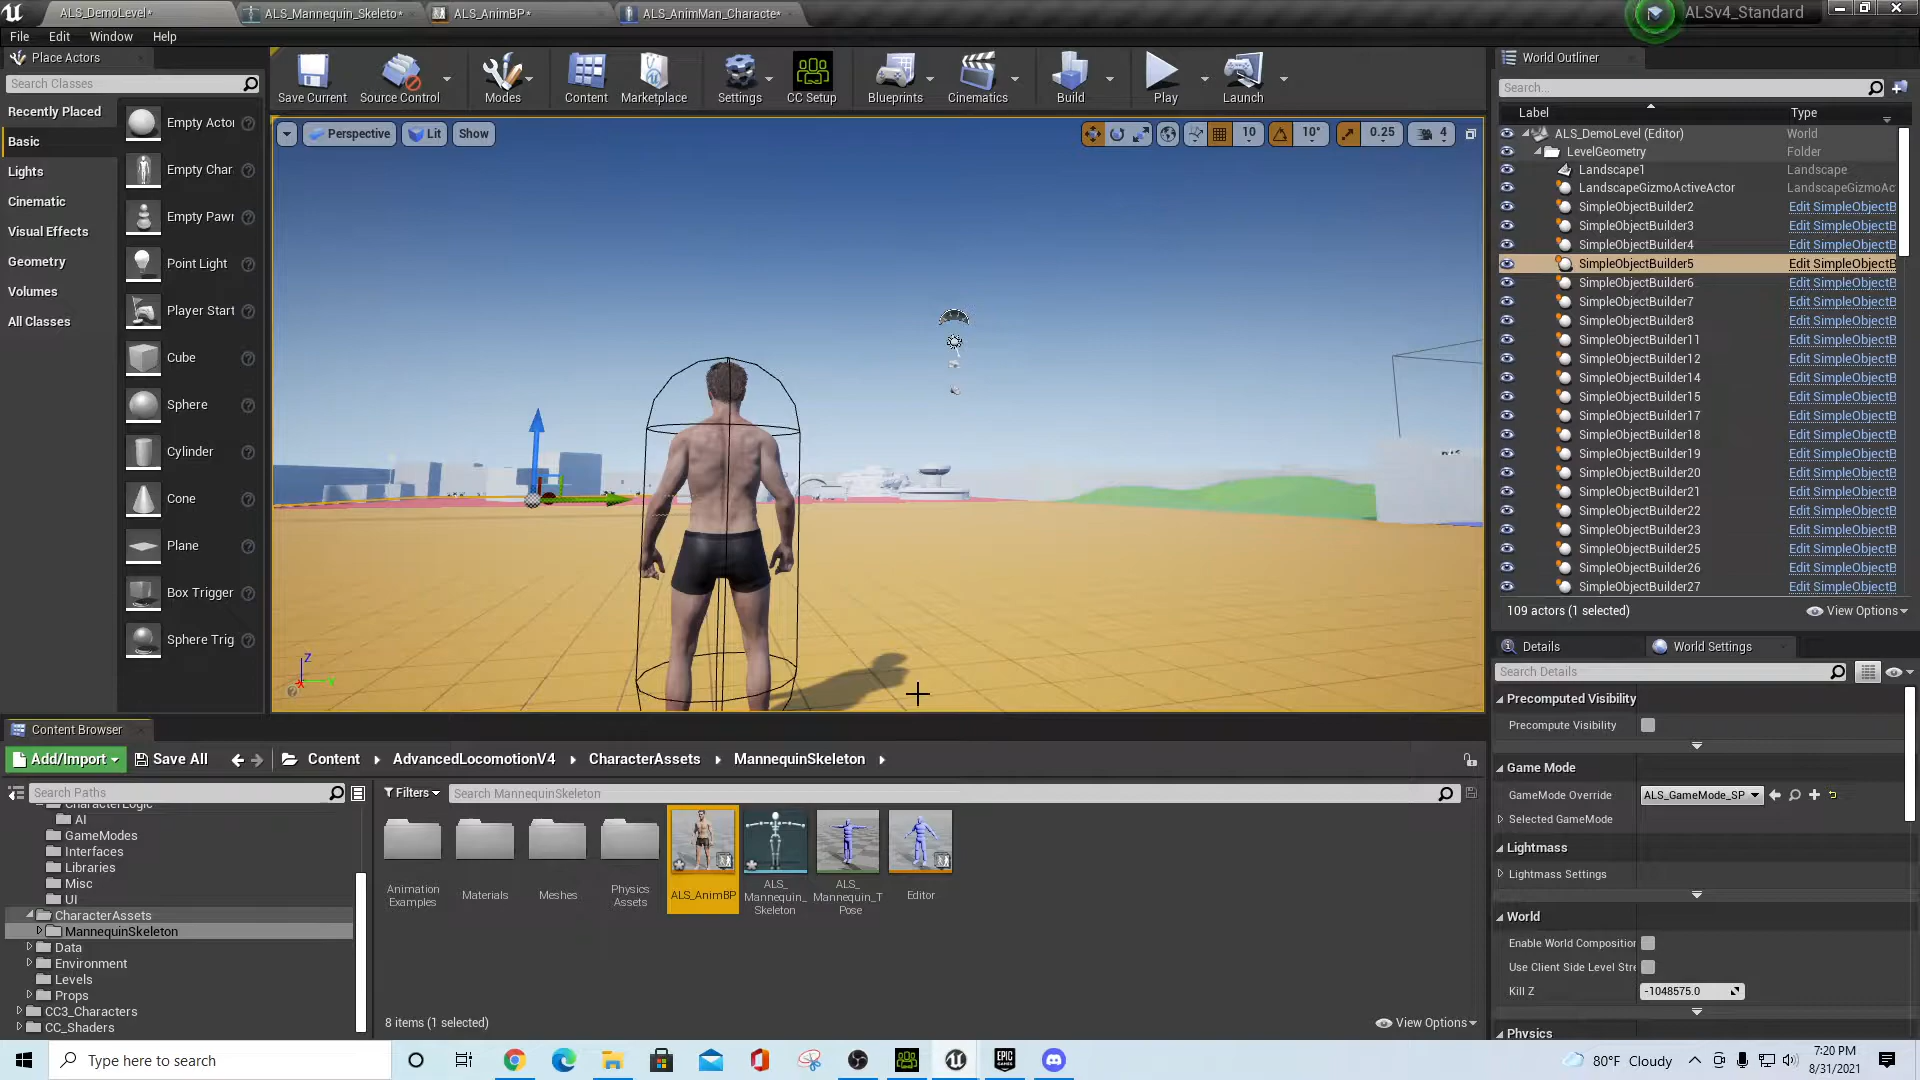 ALS_DemoLevel*
ALS_Mannequin_Skeleto*
ALS_AnimBP*
ALS_AnimMan_Characte*
ALSv4_Standard
File Edit Window Help
Place Actors
Search Classes
Recently Placed
Basic
Lights
Cinematic
Visual Effects
Geometry
Volumes
All Classes
Empty Actor
Empty Char
Empty Pawn
Point Light
Player Start
Cube
Sphere
Cylinder
Cone
Plane
Box Trigger
Sphere Trig
Save Current
Source Control
Modes
Content
Marketplace
Settings
CC Setup
Blueprints
Cinematics
Build
Play
Launch
Perspective
Lit
Show
10
10°
0.25
4
Z
X
Y
World Outliner
Search...
Label Type
ALS_DemoLevel (Editor) World
LevelGeometry Folder
Landscape1 Landscape
LandscapeGizmoActiveActor LandscapeGizmoAc
SimpleObjectBuilder2 Edit SimpleObjectB
SimpleObjectBuilder3 Edit SimpleObjectB
SimpleObjectBuilder4 Edit SimpleObjectB
SimpleObjectBuilder5 Edit SimpleObjectB
SimpleObjectBuilder6 Edit SimpleObjectB
SimpleObjectBuilder7 Edit SimpleObjectB
SimpleObjectBuilder8 Edit SimpleObjectB
SimpleObjectBuilder11 Edit SimpleObjectB
SimpleObjectBuilder12 Edit SimpleObjectB
SimpleObjectBuilder14 Edit SimpleObjectB
SimpleObjectBuilder15 Edit SimpleObjectB
SimpleObjectBuilder17 Edit SimpleObjectB
SimpleObjectBuilder18 Edit SimpleObjectB
SimpleObjectBuilder19 Edit SimpleObjectB
SimpleObjectBuilder20 Edit SimpleObjectB
SimpleObjectBuilder21 Edit SimpleObjectB
SimpleObjectBuilder22 Edit SimpleObjectB
SimpleObjectBuilder23 Edit SimpleObjectB
SimpleObjectBuilder25 Edit SimpleObjectB
SimpleObjectBuilder26 Edit SimpleObjectB
SimpleObjectBuilder27 Edit SimpleObjectB
109 actors (1 selected)
View Options
Details
World Settings
Search Details
Precomputed Visibility
Precompute Visibility
Game Mode
GameMode Override ALS_GameMode_SP
Selected GameMode
Lightmass
Lightmass Settings
World
Enable World Composition
Use Client Side Level Stre
Kill Z -1048575.0
Physics
Content Browser
Add/Import
Save All
Content
AdvancedLocomotionV4
CharacterAssets
MannequinSkeleton
Search Paths
Filters
Search MannequinSkeleton
CharacterLogic
AI
GameModes
Interfaces
Libraries
Misc
UI
CharacterAssets
MannequinSkeleton
Data
Environment
Levels
Props
CC3_Characters
CC_Shaders
Animation
Examples
Materials
Meshes
Physics
Assets
ALS_AnimBP
ALS_
Mannequin_
Skeleton
ALS_
Mannequin_T
Pose
Editor
8 items (1 selected)
View Options
Type here to search
EPIC
GAMES
80°F Cloudy
7:20 PM
8/31/2021